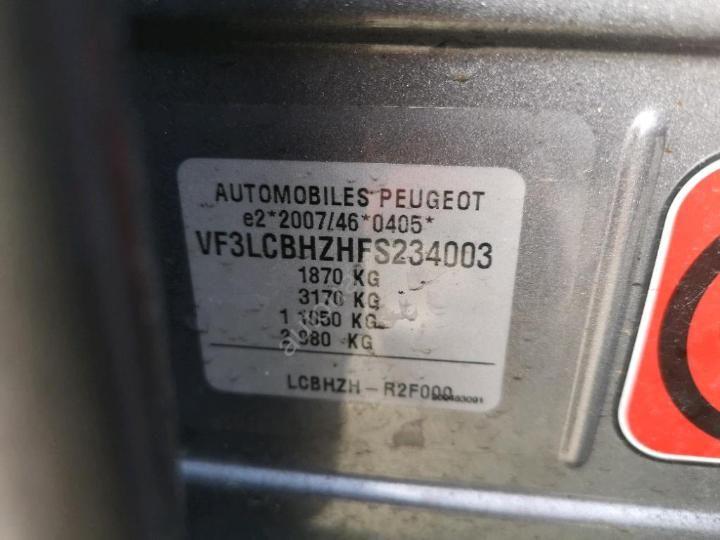 AUTOMOBILES PEUGEOT
e2*2007/46*0405*
VF3LCBHZHFS234003
1870 KG
3170 KG
1 1050 KG
2 980 KG
LCBHZH - R2F000